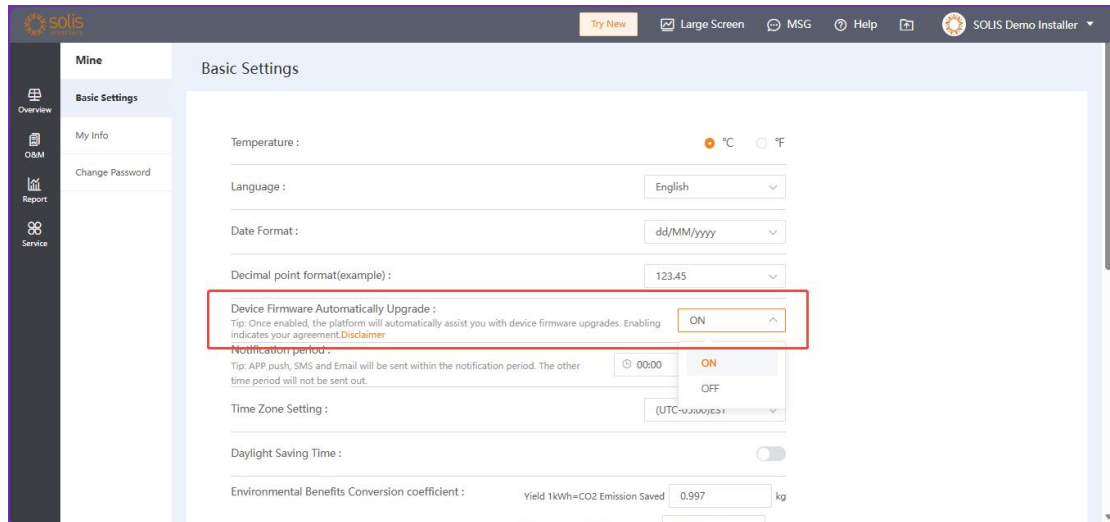 solis
inverters
Try New
Large Screen
MSG
Help
SOLIS Demo Installer
Overview
O&M
Report
Service
Mine
Basic Settings
My Info
Change Password
Basic Settings
Temperature :
°C
°F
Language :
English
Date Format :
dd/MM/yyyy
Decimal point format(example) :
123.45
Device Firmware Automatically Upgrade :
Tip: Once enabled, the platform will automatically assist you with device firmware upgrades. Enabling
indicates your agreement.Disclaimer
ON
ON
OFF
Notification period :
Tip: APP push, SMS and Email will be sent within the notification period. The other
time period will not be sent out.
00:00
Time Zone Setting :
(UTC-05:00)EST
Daylight Saving Time :
Environmental Benefits Conversion coefficient :
Yield 1kWh=CO2 Emission Saved
0.997
kg